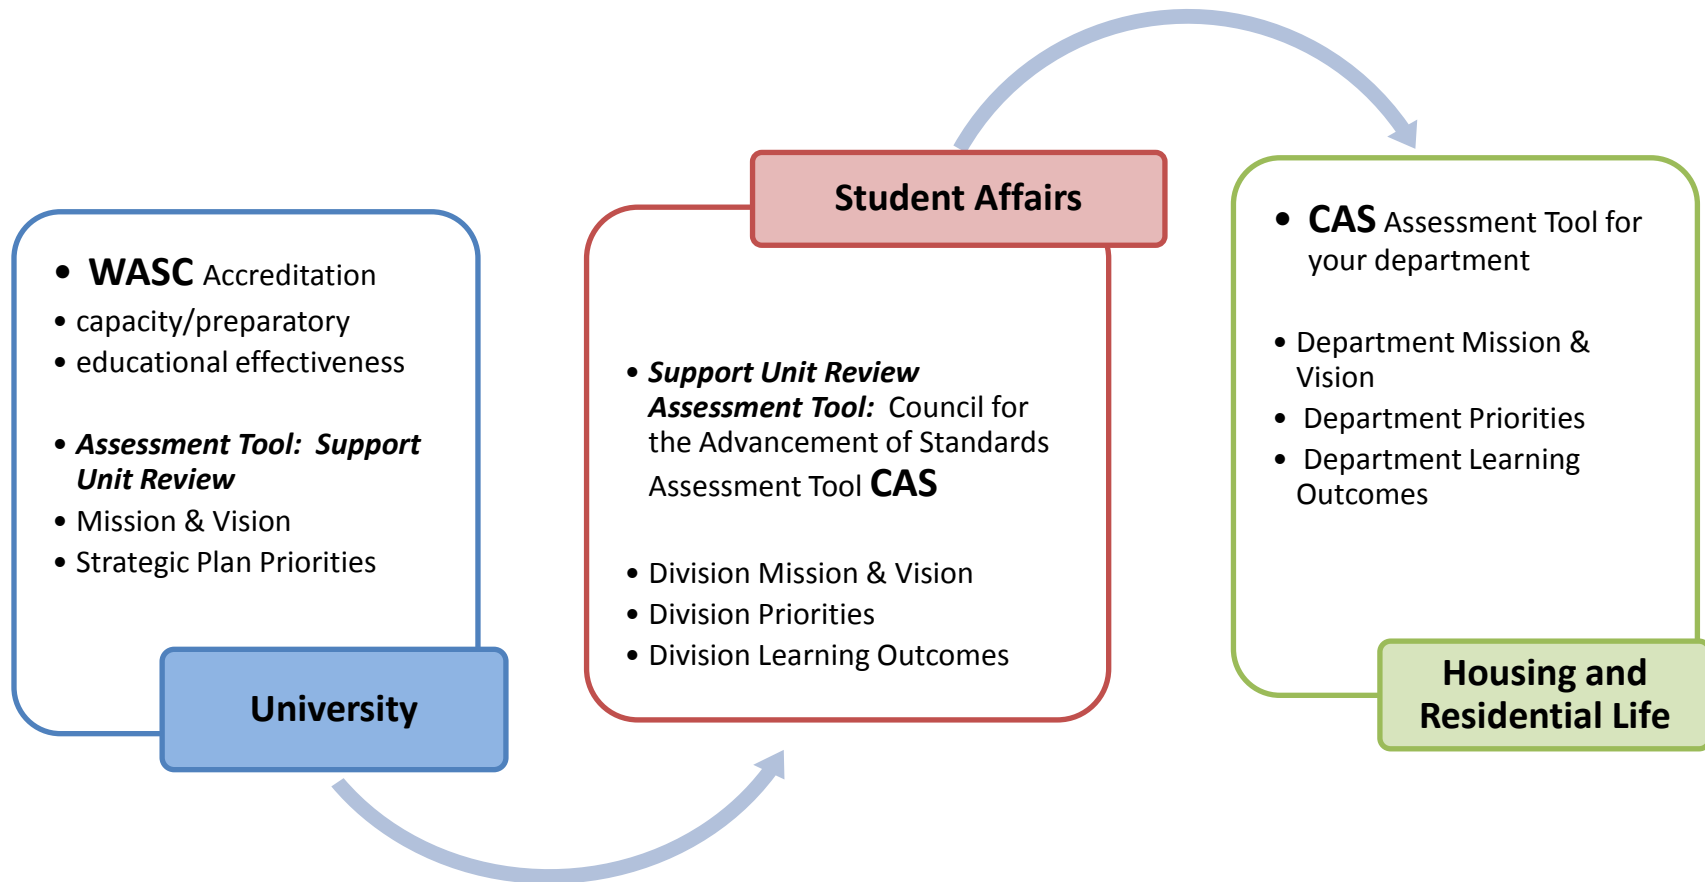 • WASC Accreditation
• capacity/preparatory
• educational effectiveness
• Assessment Tool: Support
Unit Review
• Mission & Vision
• Strategic Plan Priorities
University
Student Affairs
• Support Unit Review
Assessment Tool: Council for
the Advancement of Standards
Assessment Tool CAS
• Division Mission & Vision
• Division Priorities
• Division Learning Outcomes
• CAS Assessment Tool for
your department
• Department Mission &
Vision
• Department Priorities
• Department Learning
Outcomes
Housing and
Residential Life